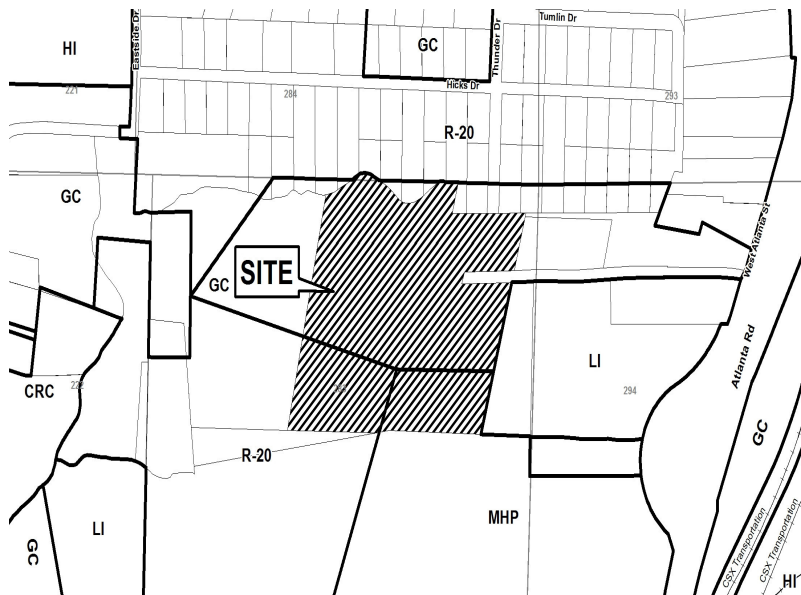 Tumlin Dr
Eastside Dr.
Thunder Dr
GC
HI
Hicks Dr
221
284
293
R-20
GC
West Atlanta St
GC
SITE
LI
Atlanta Rd
CRC
222
294
GC
R-20
MHP
LI
GC
CSX Transportation
CSX Transportation
HI